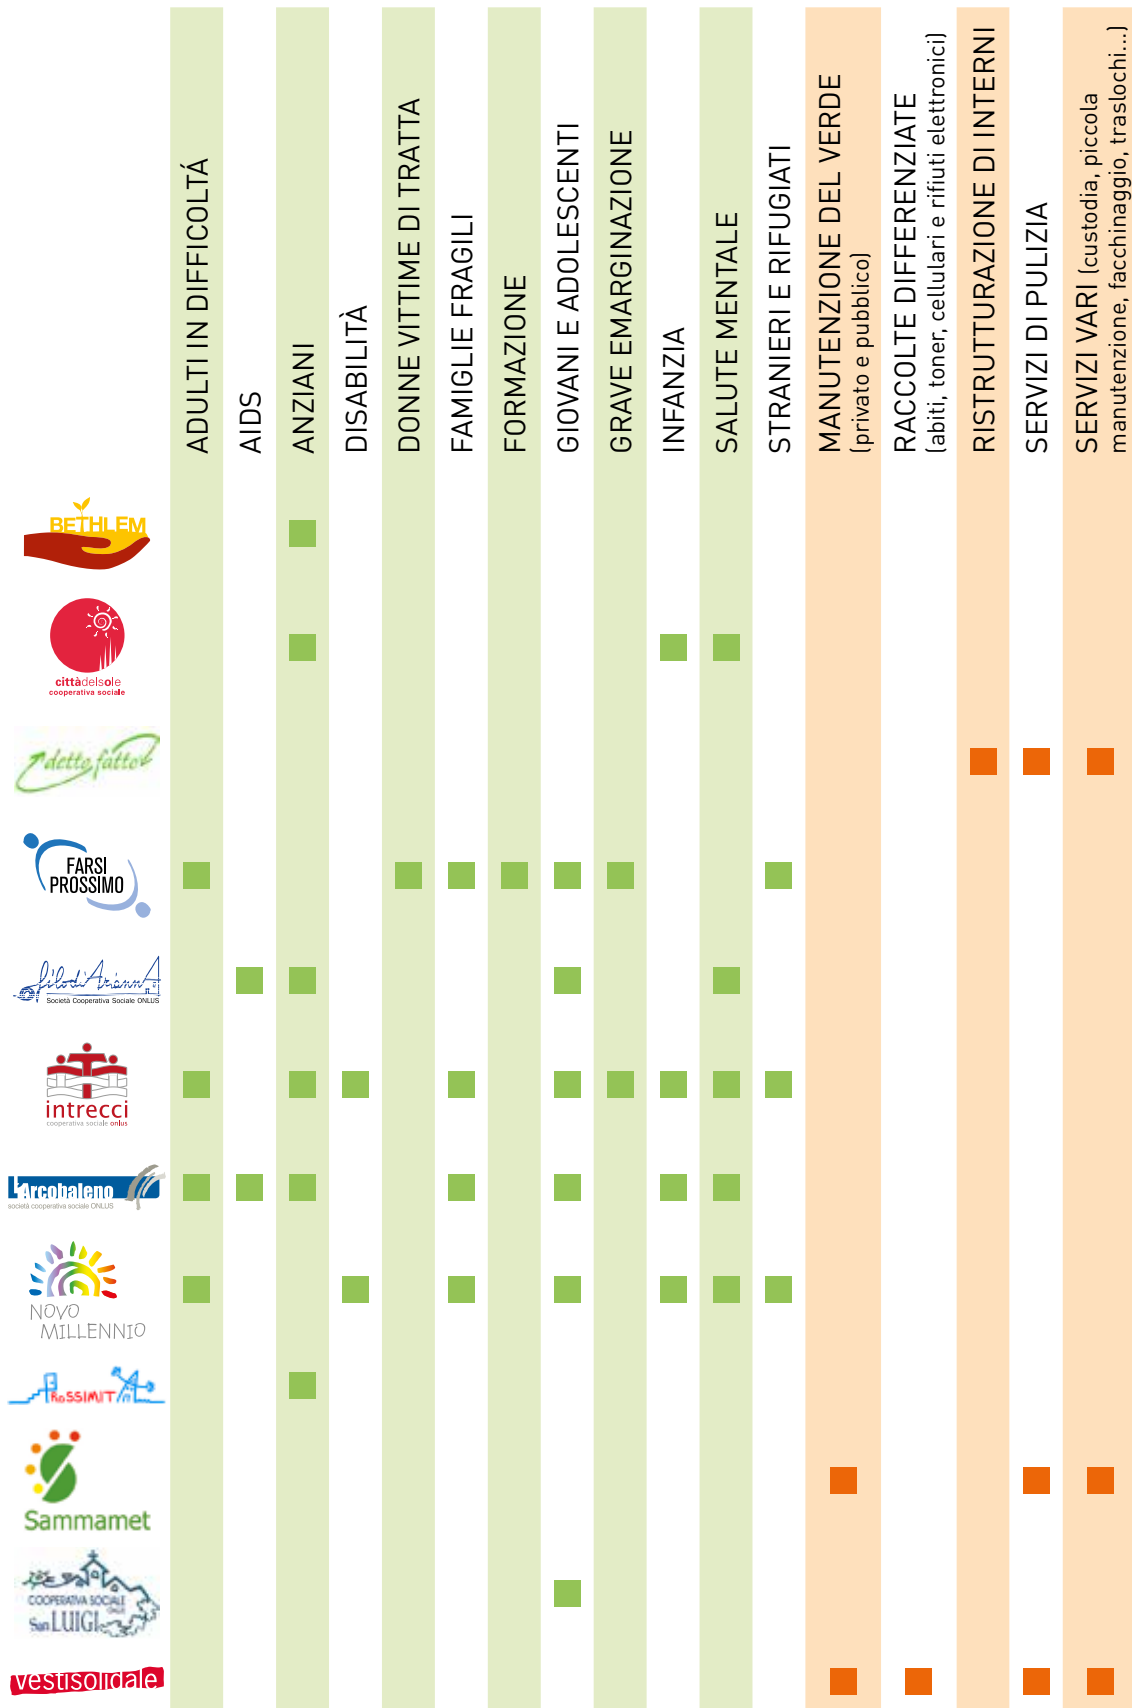 ADULTI IN DIFFICOLTÁ
AIDS
ANZIANI
DISABILITÀ
DONNE VITTIME DI TRATTA
FAMIGLIE FRAGILI
FORMAZIONE
GIOVANI E ADOLESCENTI
GRAVE EMARGINAZIONE
INFANZIA
SALUTE MENTALE
STRANIERI E RIFUGIATI
MANUTENZIONE DEL VERDE
(privato e pubblico)
RACCOLTE DIFFERENZIATE
(abiti, toner, cellulari e rifiuti elettronici)
RISTRUTTURAZIONE DI INTERNI
SERVIZI DI PULIZIA
SERVIZI VARI (custodia, piccola
manutenzione, facchinaggio, traslochi...)
BETHLEM
cittàdelsole
cooperativa sociale
detto fatto
FARSI
PROSSIMO
filodiAriannA
Società Cooperativa Sociale ONLUS
intrecci
cooperativa sociale onlus
L'Arcobaleno
società cooperativa sociale ONLUS
NOVO
MILLENNIO
PROSSIMITÀ
Sammamet
COOPERATIVA SOCIALE
ONLUS
San LUIGI
vestisolidale